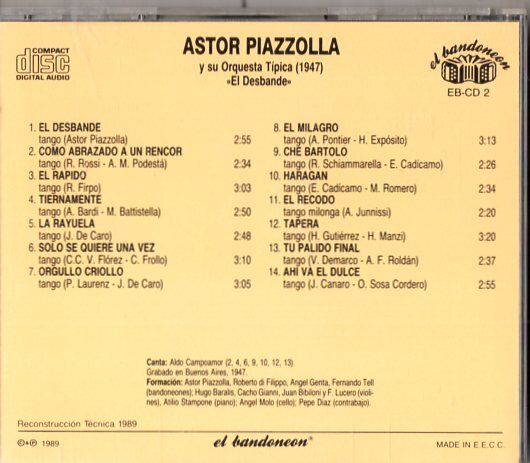 COMPACT
disc
DIGITAL AUDIO
ASTOR PIAZZOLLA
y su Orquesta Típica (1947)
«El Desbande»
el bandoneon
EB-CD 2
1. EL DESBANDE
tango (Astor Piazzolla) 2:55
2. COMO ABRAZADO A UN RENCOR
tango (R. Rossi - A. M. Podestá) 2:34
3. EL RAPIDO
tango (R. Firpo) 3:03
4. TIERNAMENTE
tango (A. Bardi - M. Battistella) 2:50
5. LA RAYUELA
tango (J. De Caro) 2:48
6. SOLO SE QUIERE UNA VEZ
tango (C.C. V. Flórez - C. Frollo) 3:10
7. ORGULLO CRIOLLO
tango (P. Laurenz - J. De Caro) 3:05
8. EL MILAGRO
tango (A. Pontier - H. Expósito) 3:13
9. CHÉ BARTOLO
tango (R. Schiammarella - E. Cadicamo) 2:26
10. HARAGAN
tango (E. Cadicamo - M. Romero) 2:34
11. EL RECODO
tango milonga (A. Junnissi) 2:20
12. TAPERA
tango (H. Gutiérrez - H. Manzi) 3:20
13. TU PALIDO FINAL
tango (V. Demarco - A. F. Roldán) 2:37
14. AHÍ VA EL DULCE
tango (J. Canaro - O. Sosa Cordero) 2:55
Canta: Aldo Campoamor (2, 4, 6, 9, 10, 12, 13).
Grabado en Buenos Aires, 1947.
Formación: Astor Piazzolla, Roberto di Filippo, Angel Genta, Fernando Tell
(bandoneones); Hugo Baralis, Cacho Gianni, Juan Bibiloni y F. Lucero (violi-
nes), Atilio Stampone (piano); Angel Molo (cello); Pepe Diaz (contrabajo).
Reconstrucción Técnica 1989
©+℗ 1989
el bandoneon®
MADE IN E.E.C.C.